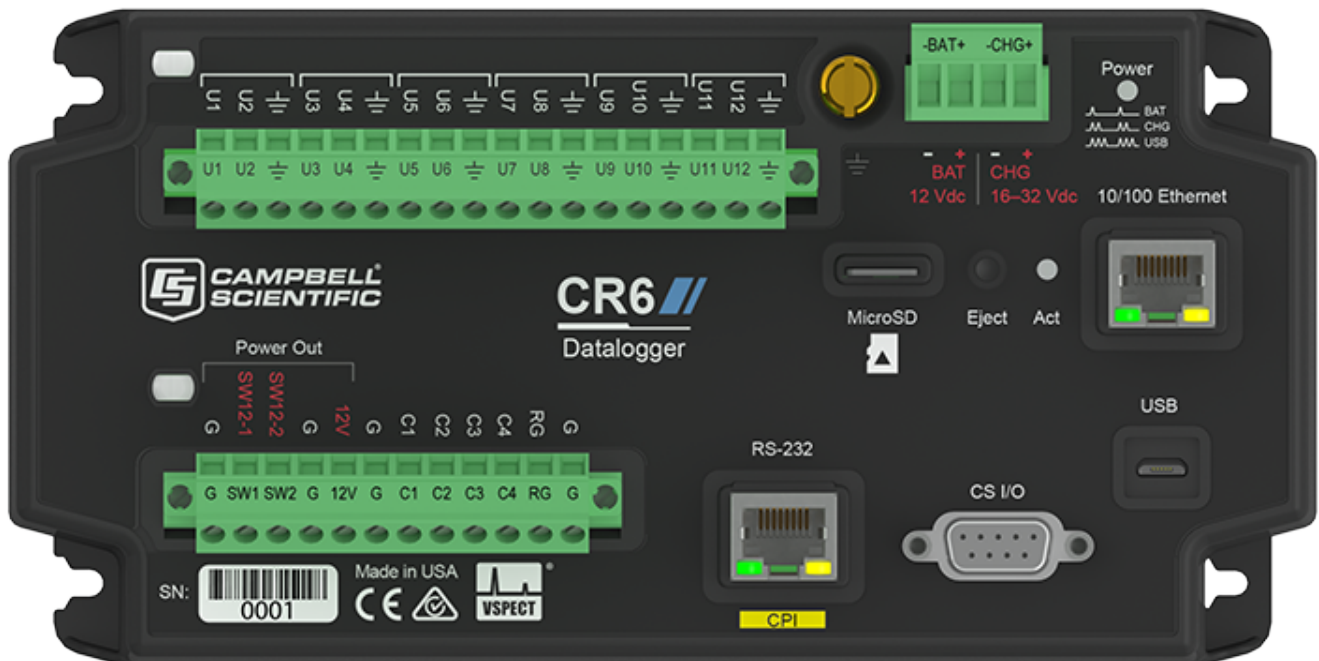 -BAT+ -CHG+
Power
BAT
CHG
USB
U1 U2 U3 U4 U5 U6 U7 U8 U9 U10 U11 U12
U1 U2 U3 U4 U5 U6 U7 U8 U9 U10 U11 U12
- + - +
BAT CHG
12 Vdc 16–32 Vdc
10/100 Ethernet
CS CAMPBELL®
SCIENTIFIC
CR6
Datalogger
MicroSD Eject Act
Power Out
G SW12-1 SW12-2 G 12V G C1 C2 C3 C4 RG G
G SW1 SW2 G 12V G C1 C2 C3 C4 RG G
USB
RS-232
CS I/O
SN:
0001
Made in USA
CE
VSPECT®
CPI